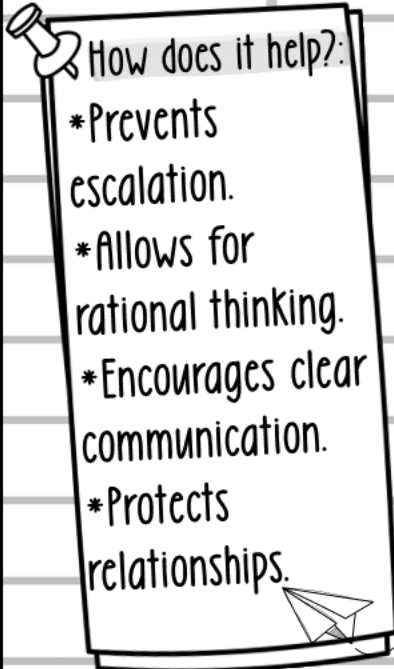 How does it help?:
*Prevents
escalation.
*Allows for
rational thinking.
*Encourages clear
communication.
*Protects
relationships.